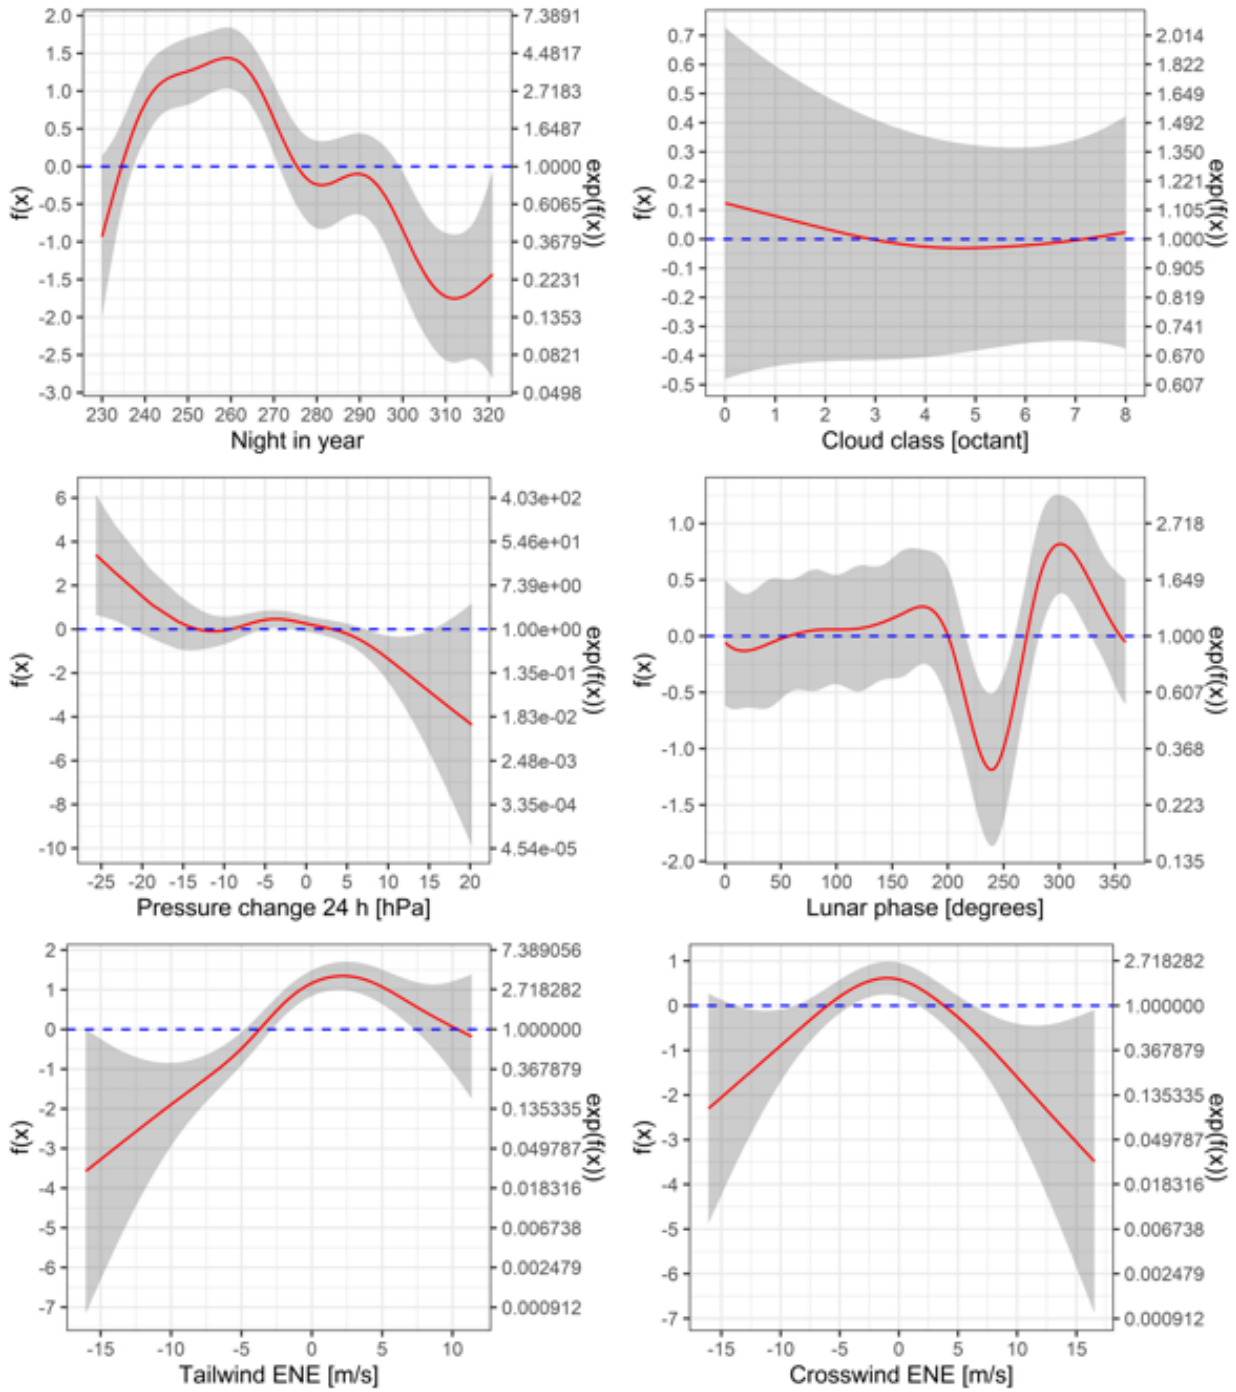 2.0 1.5 1.0 0.5 0.0 -0.5 -1.0 -1.5 -2.0 -2.5 -3.0
f(x)
7.3891 4.4817 2.7183 1.6487 1.0000 0.6065 0.3679 0.2231 0.1353 0.0821 0.0498
exp(f(x))
230 240 250 260 270 280 290 300 310 320
Night in year
0.7 0.6 0.5 0.4 0.3 0.2 0.1 0.0 -0.1 -0.2 -0.3 -0.4 -0.5
f(x)
2.014 1.822 1.649 1.492 1.350 1.221 1.105 1.000 0.905 0.819 0.741 0.670 0.607
exp(f(x))
0 1 2 3 4 5 6 7 8
Cloud class [octant]
6 4 2 0 -2 -4 -6 -8 -10
f(x)
4.03e+02 5.46e+01 7.39e+00 1.00e+00 1.35e-01 1.83e-02 2.48e-03 3.35e-04 4.54e-05
exp(f(x))
-25 -20 -15 -10 -5 0 5 10 15 20
Pressure change 24 h [hPa]
1.0 0.5 0.0 -0.5 -1.0 -1.5 -2.0
f(x)
2.718 1.649 1.000 0.607 0.368 0.223 0.135
exp(f(x))
0 50 100 150 200 250 300 350
Lunar phase [degrees]
2 1 0 -1 -2 -3 -4 -5 -6 -7
f(x)
7.389056 2.718282 1.000000 0.367879 0.135335 0.049787 0.018316 0.006738 0.002479 0.000912
exp(f(x))
-15 -10 -5 0 5 10
Tailwind ENE [m/s]
1 0 -1 -2 -3 -4 -5 -6 -7
f(x)
2.718282 1.000000 0.367879 0.135335 0.049787 0.018316 0.006738 0.002479 0.000912
exp(f(x))
-15 -10 -5 0 5 10 15
Crosswind ENE [m/s]